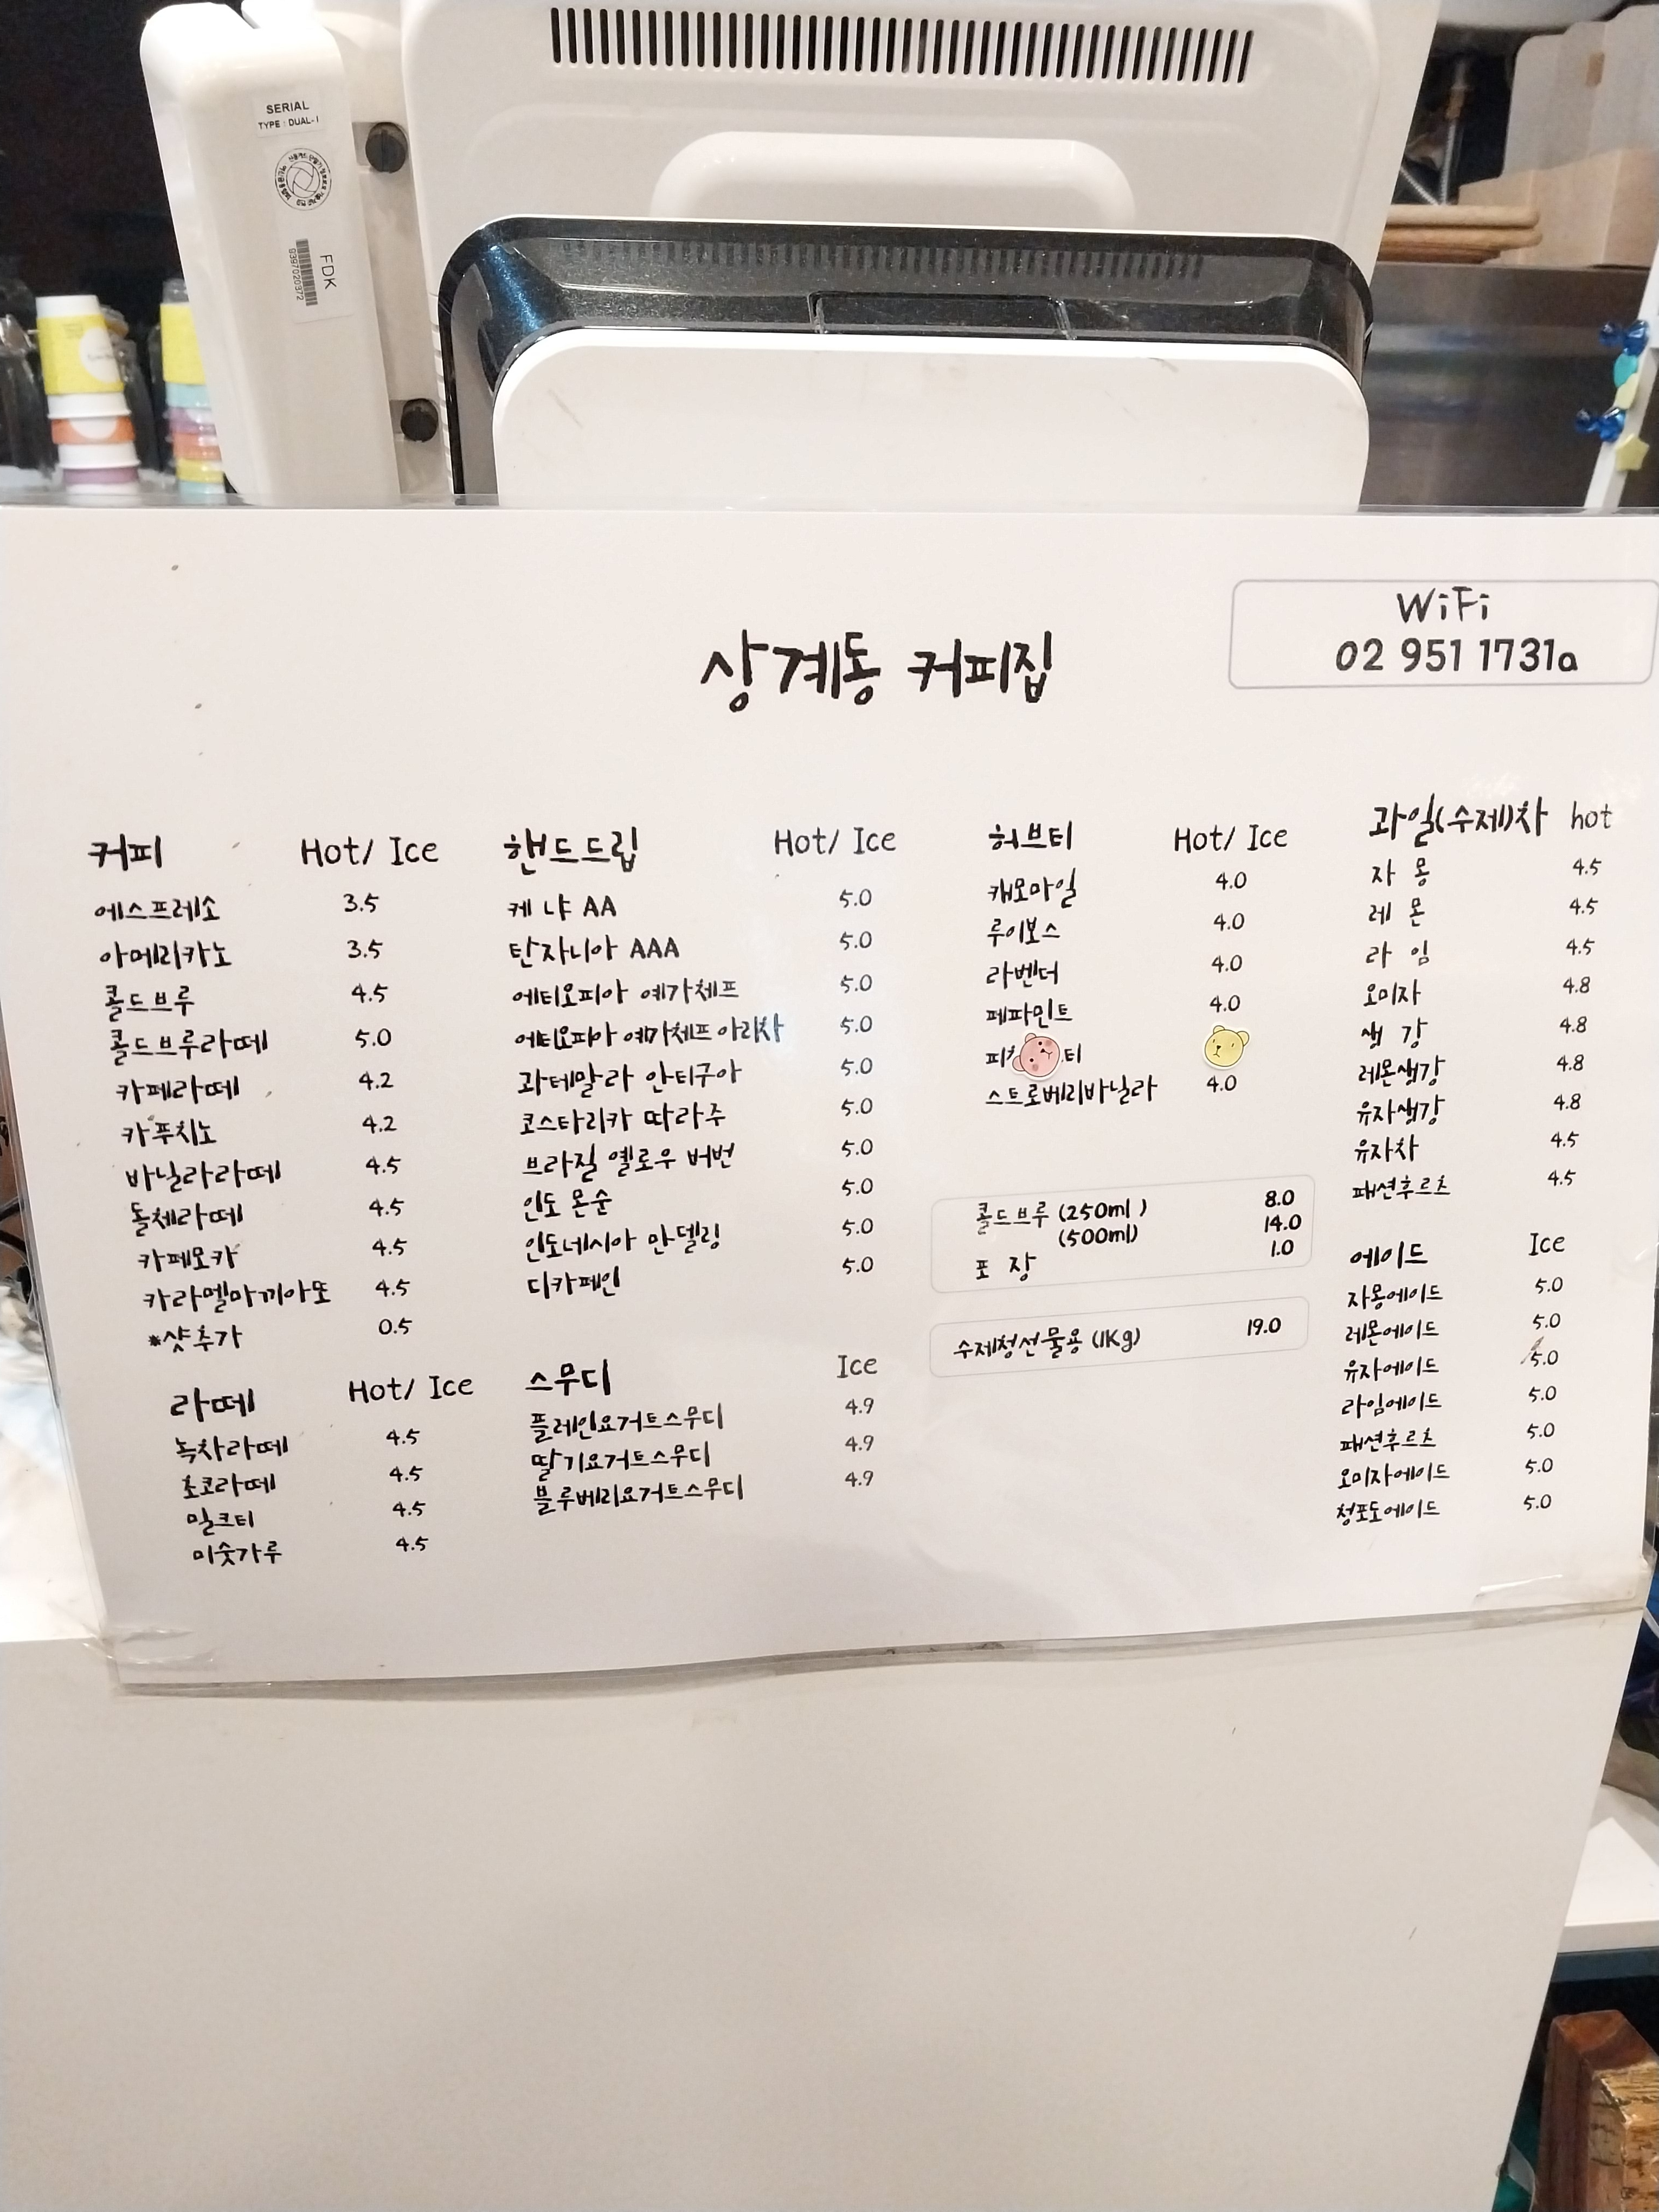 SERIAL
TYPE : DUAL-I
FDK
WiFi
02 951 1731a
상계동 커피집
커피 Hot/ Ice
에스프레소 3.5
아메리카노 3.5
콜드브루 4.5
콜드브루라떼 5.0
카페라떼 4.2
카푸치노 4.2
바닐라라떼 4.5
돌체라떼 4.5
카페모카 4.5
카라멜마끼아또 4.5
*샷추가 0.5
라떼 Hot/ Ice
녹차라떼 4.5
초코라떼 4.5
밀크티 4.5
미숫가루 4.5
핸드드립 Hot/ Ice
케냐 AA 5.0
탄자니아 AAA 5.0
에티오피아 예가체프 5.0
에티오피아 예가체프 아리차 5.0
과테말라 안티구아 5.0
코스타리카 따라주 5.0
브라질 옐로우 버번 5.0
인도 몬순 5.0
인도네시아 만델링 5.0
디카페인 5.0
스무디 Ice
플레인요거트스무디 4.9
딸기요거트스무디 4.9
블루베리요거트스무디 4.9
허브티 Hot/ Ice
캐모마일 4.0
루이보스 4.0
라벤더 4.0
페파민트 4.0
티
스트로베리바닐라 4.0
콜드브루 (250ml) 8.0
(500ml) 14.0
포 장 1.0
수제청선물용 (1Kg) 19.0
과일(수제)차 hot
자 몽 4.5
레 몬 4.5
라 임 4.5
오미자 4.8
생 강 4.8
레몬생강 4.8
유자생강 4.8
유자차 4.5
패션후르츠 4.5
에이드 Ice
자몽에이드 5.0
레몬에이드 5.0
유자에이드 5.0
라임에이드 5.0
패션후르츠 5.0
오미자에이드 5.0
청포도에이드 5.0